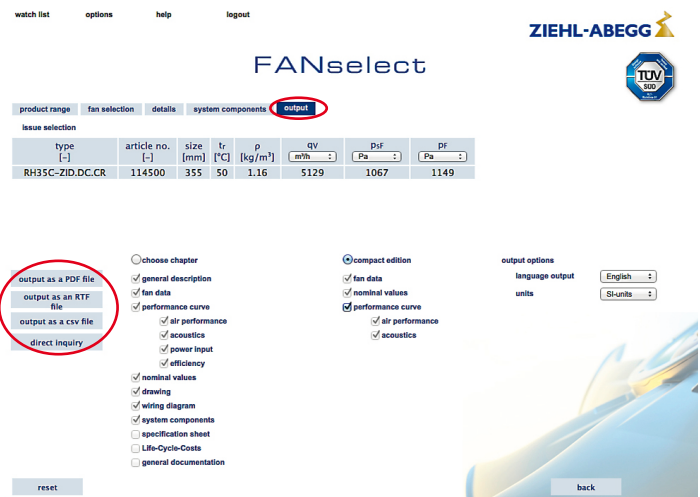 watch list options help logout
ZIEHL-ABEGG
FANselect
TÜV
SÜD
product range fan selection details system components output
issue selection
type article no. size tr ρ qV psF pF
[-] [-] [mm] [°C] [kg/m³] m³/h Pa Pa
RH35C-ZID.DC.CR 114500 355 50 1.16 5129 1067 1149
choose chapter compact edition output options
output as a PDF file general description fan data language output English
output as an RTF file fan data nominal values units SI-units
output as a csv file performance curve performance curve
direct inquiry air performance air performance
acoustics acoustics
power input
efficiency
nominal values
drawing
wiring diagram
system components
specification sheet
Life-Cycle-Costs
general documentation
reset back